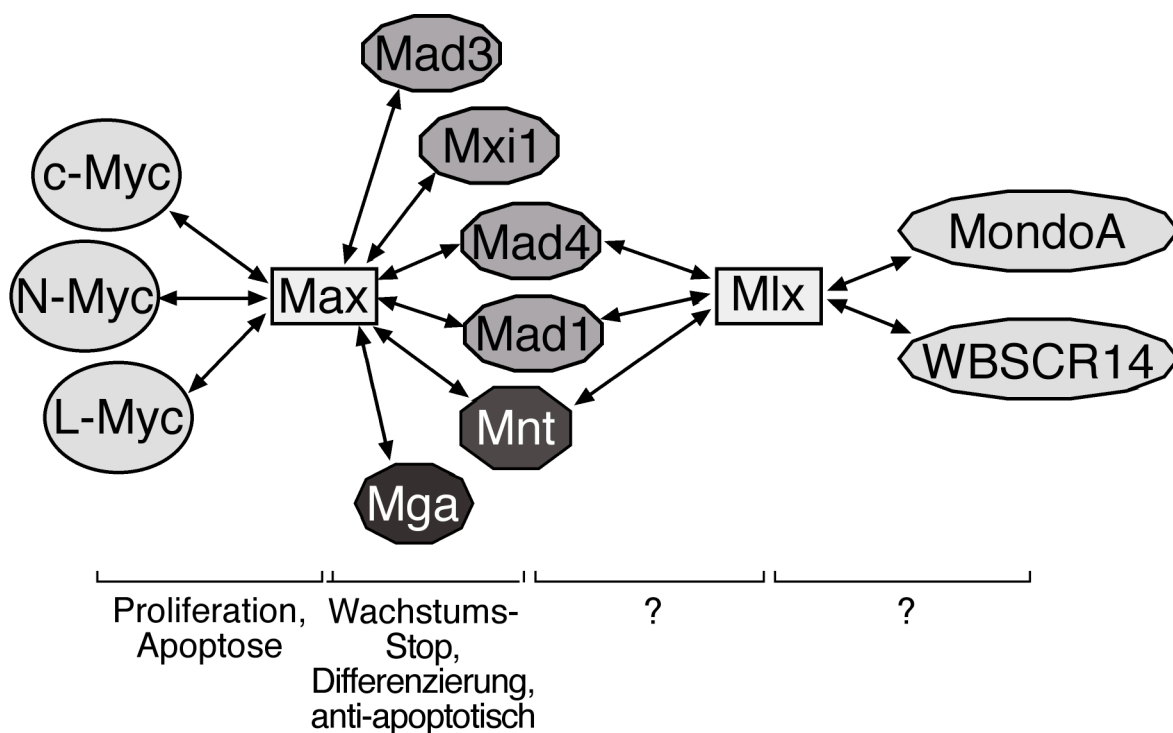 Mad3
Mxi1
c-Myc
Mad4
MondoA
N-Myc
Max
Mlx
Mad1
WBSCR14
L-Myc
Mnt
Mga
Proliferation,
Apoptose
Wachstums-
Stop,
Differenzierung,
anti-apoptotisch
?
?